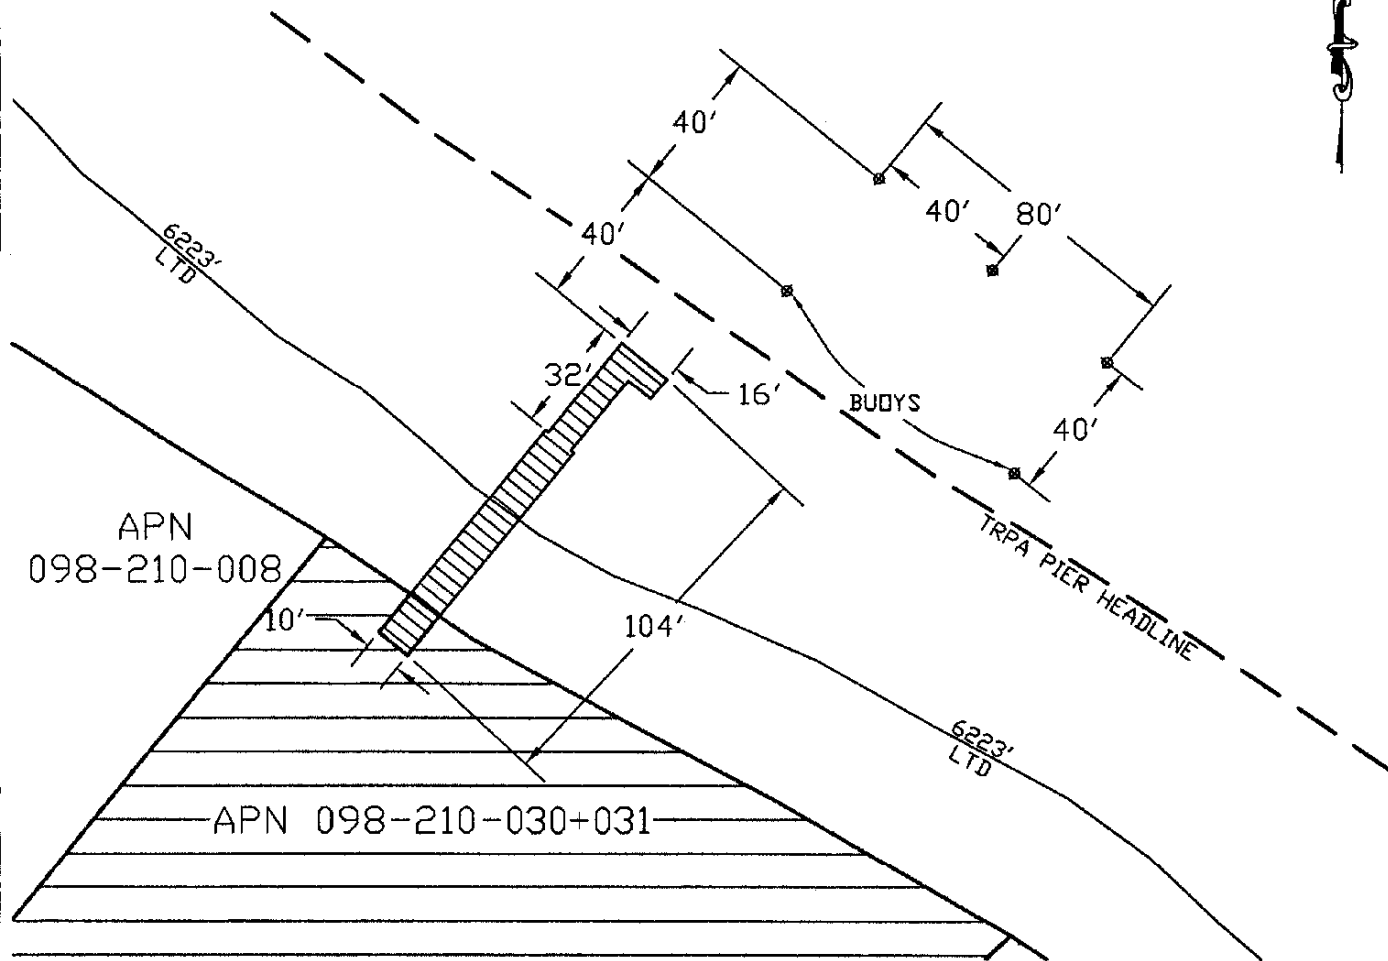 40'
40'
80'
40'
6223'
LTD
32'
16'
BUOYS
40'
APN
098-210-008
TRPA PIER HEADLINE
10'
104'
6223'
LTD
APN 098-210-030+031